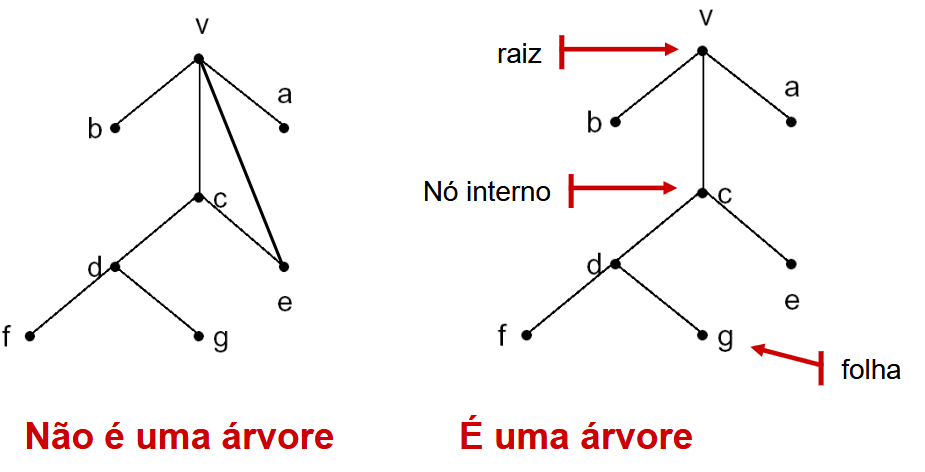 v
a
b
c
d
e
f
g
Não é uma árvore
v
raiz
a
b
Nó interno
c
d
e
f
g
folha
É uma árvore